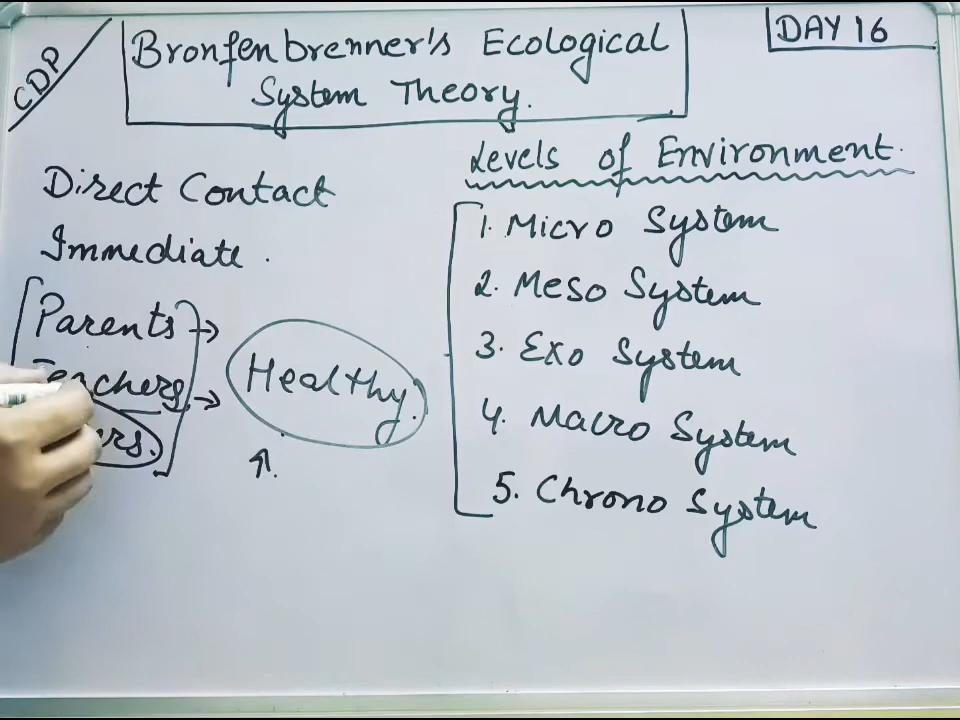 CDP
Bronfenbrenner's Ecological
System Theory.
DAY 16
Direct Contact
Immediate.
Parents →
Teachers →
Healthy.
↑
Levels of Environment.
1. Micro System
2. Meso System
3. Exo System
4. Macro System
5. Chrono System